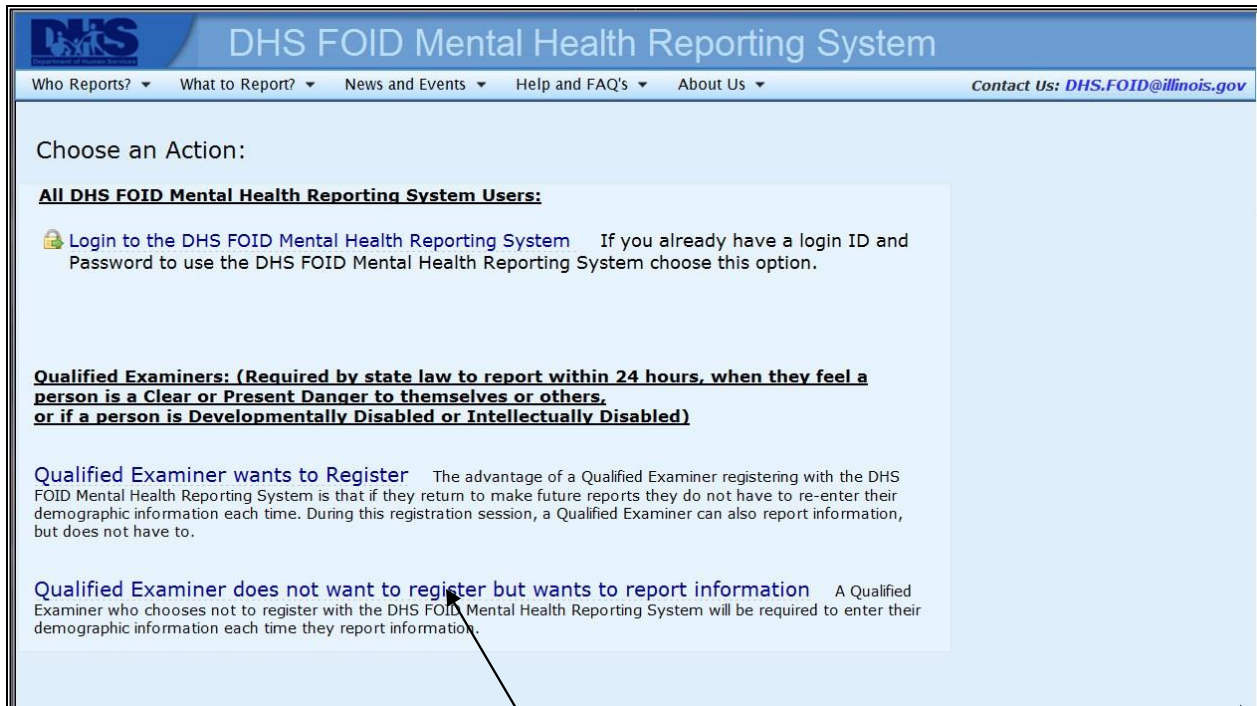 DHS
Department of Human Services
DHS FOID Mental Health Reporting System
Who Reports? What to Report? News and Events Help and FAQ's About Us Contact Us: DHS.FOID@illinois.gov
Choose an Action:
All DHS FOID Mental Health Reporting System Users:
Login to the DHS FOID Mental Health Reporting System If you already have a login ID and
Password to use the DHS FOID Mental Health Reporting System choose this option.
Qualified Examiners: (Required by state law to report within 24 hours, when they feel a
person is a Clear or Present Danger to themselves or others,
or if a person is Developmentally Disabled or Intellectually Disabled)
Qualified Examiner wants to Register The advantage of a Qualified Examiner registering with the DHS
FOID Mental Health Reporting System is that if they return to make future reports they do not have to re-enter their
demographic information each time. During this registration session, a Qualified Examiner can also report information,
but does not have to.
Qualified Examiner does not want to register but wants to report information A Qualified
Examiner who chooses not to register with the DHS FOID Mental Health Reporting System will be required to enter their
demographic information each time they report information.